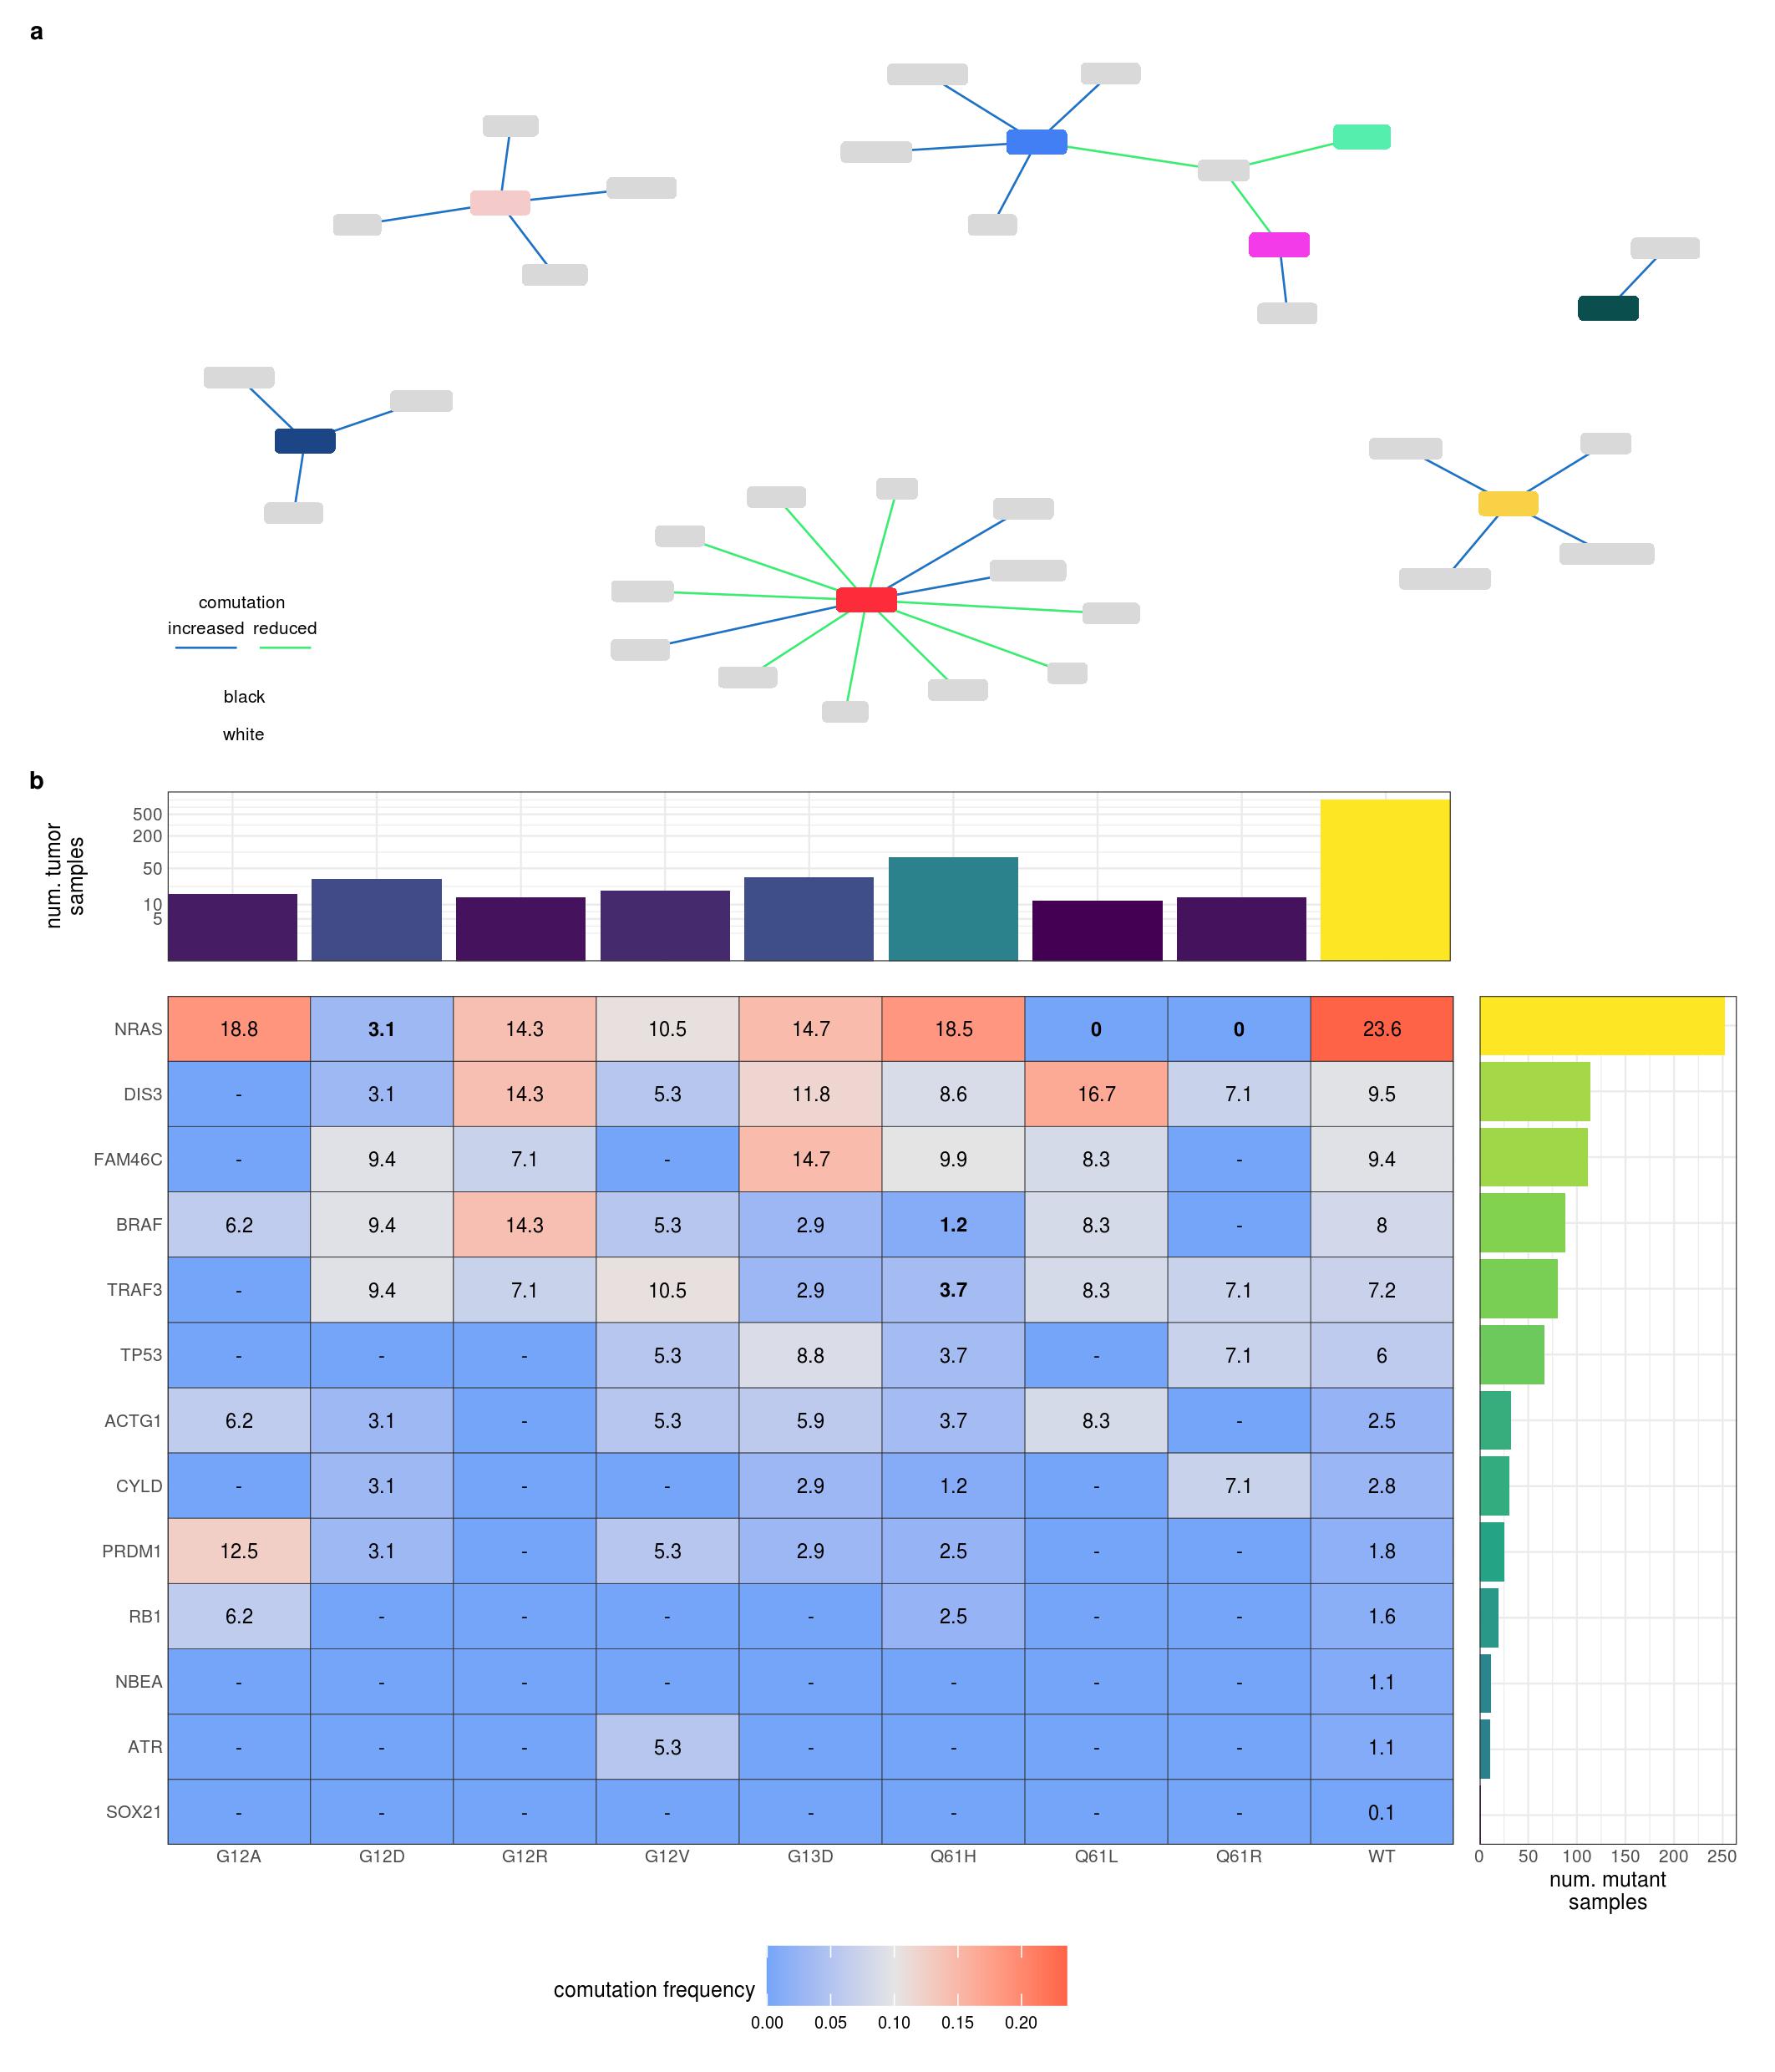 a
comutation
increased reduced
black
white
b
num. tumor
samples
500
200
50
10
5
NRAS 18.8 3.1 14.3 10.5 14.7 18.5 0 0 23.6
DIS3 - 3.1 14.3 5.3 11.8 8.6 16.7 7.1 9.5
FAM46C - 9.4 7.1 - 14.7 9.9 8.3 - 9.4
BRAF 6.2 9.4 14.3 5.3 2.9 1.2 8.3 - 8
TRAF3 - 9.4 7.1 10.5 2.9 3.7 8.3 7.1 7.2
TP53 - - - 5.3 8.8 3.7 - 7.1 6
ACTG1 6.2 3.1 - 5.3 5.9 3.7 8.3 - 2.5
CYLD - 3.1 - - 2.9 1.2 - 7.1 2.8
PRDM1 12.5 3.1 - 5.3 2.9 2.5 - - 1.8
RB1 6.2 - - - - 2.5 - - 1.6
NBEA - - - - - - - - 1.1
ATR - - - 5.3 - - - - 1.1
SOX21 - - - - - - - - 0.1
G12A G12D G12R G12V G13D Q61H Q61L Q61R WT
0 50 100 150 200 250
num. mutant
samples
comutation frequency
0.00 0.05 0.10 0.15 0.20